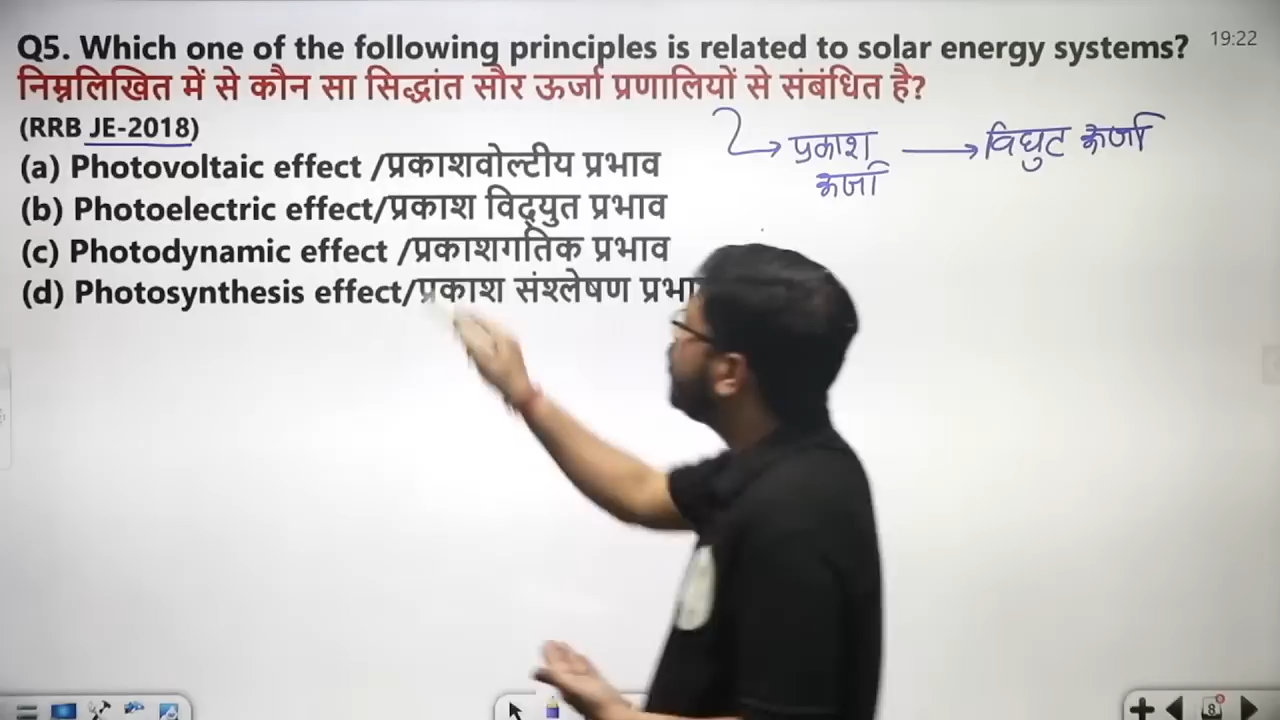 Q5. Which one of the following principles is related to solar energy systems?
19:22
निम्नलिखित में से कौन सा सिद्धांत सौर ऊर्जा प्रणालियों से संबंधित है?
(RRB JE-2018)
प्रकाश ऊर्जा → विघुट ऊर्जा
(a) Photovoltaic effect /प्रकाशवोल्टीय प्रभाव
(b) Photoelectric effect/प्रकाश विद्युत प्रभाव
(c) Photodynamic effect /प्रकाशगतिक प्रभाव
(d) Photosynthesis effect/प्रकाश संश्लेषण
8